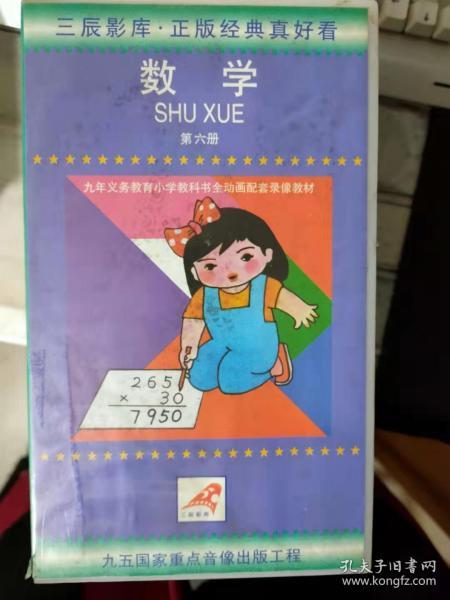 三辰影库·正版经典真好看
数 学
SHU XUE
第六册
九年义务教育小学教科书全动画配套录像教材
265
× 30
7950
三辰影库
九五国家重点音像出版工程
孔夫子旧书网
www.kongfz.com